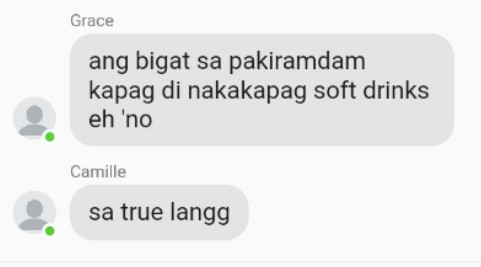 Grace
ang bigat sa pakiramdam
kapag di nakakapag soft drinks
eh 'no
Camille
sa true langg